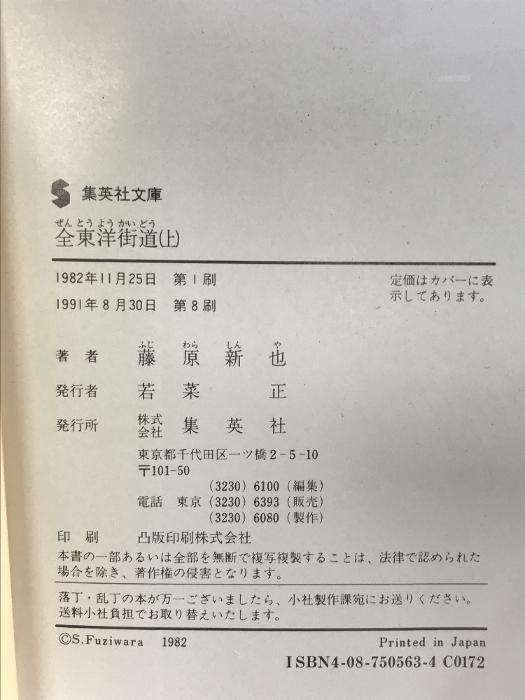 集英社文庫
ぜんとうようかいどう
全東洋街道(上)
1982年11月25日 第1刷
1991年8月30日 第8刷
定価はカバーに表
示してあります。
ふじ わら しん や
著者 藤原新也
発行者 若菜 正
発行所 株式会社 集英社
東京都千代田区一ツ橋2-5-10
〒101-50
(3230) 6100 (編集)
電話 東京 (3230) 6393 (販売)
(3230) 6080 (製作)
印刷 凸版印刷株式会社
本書の一部あるいは全部を無断で複写複製することは、法律で認められた
場合を除き、著作権の侵害となります。
落丁・乱丁の本が万一ございましたら、小社製作課宛にお送りください。
送料小社負担でお取り替えいたします。
©S.Fuziwara 1982
Printed in Japan
ISBN4-08-750563-4 C0172